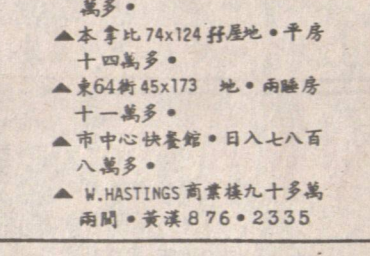 萬多•
▲本拿比74x124孖屋地•平房
十四萬多•
▲東64街45x173 地•兩睡房
十一萬多•
▲市中心快餐館•日入七八百
八萬多•
▲ W.HASTINGS商業樓九十多萬
兩間•黃漢876•2335